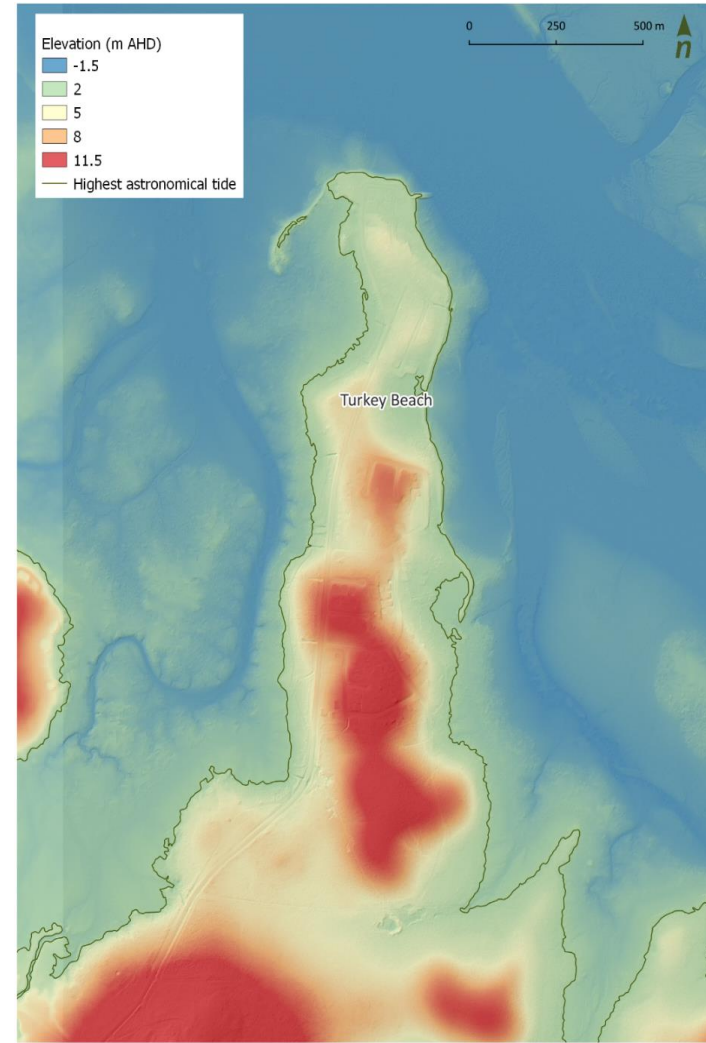 Elevation (m AHD)
-1.5
2
5
8
11.5
Highest astronomical tide
0 250 500 m
n
Turkey Beach